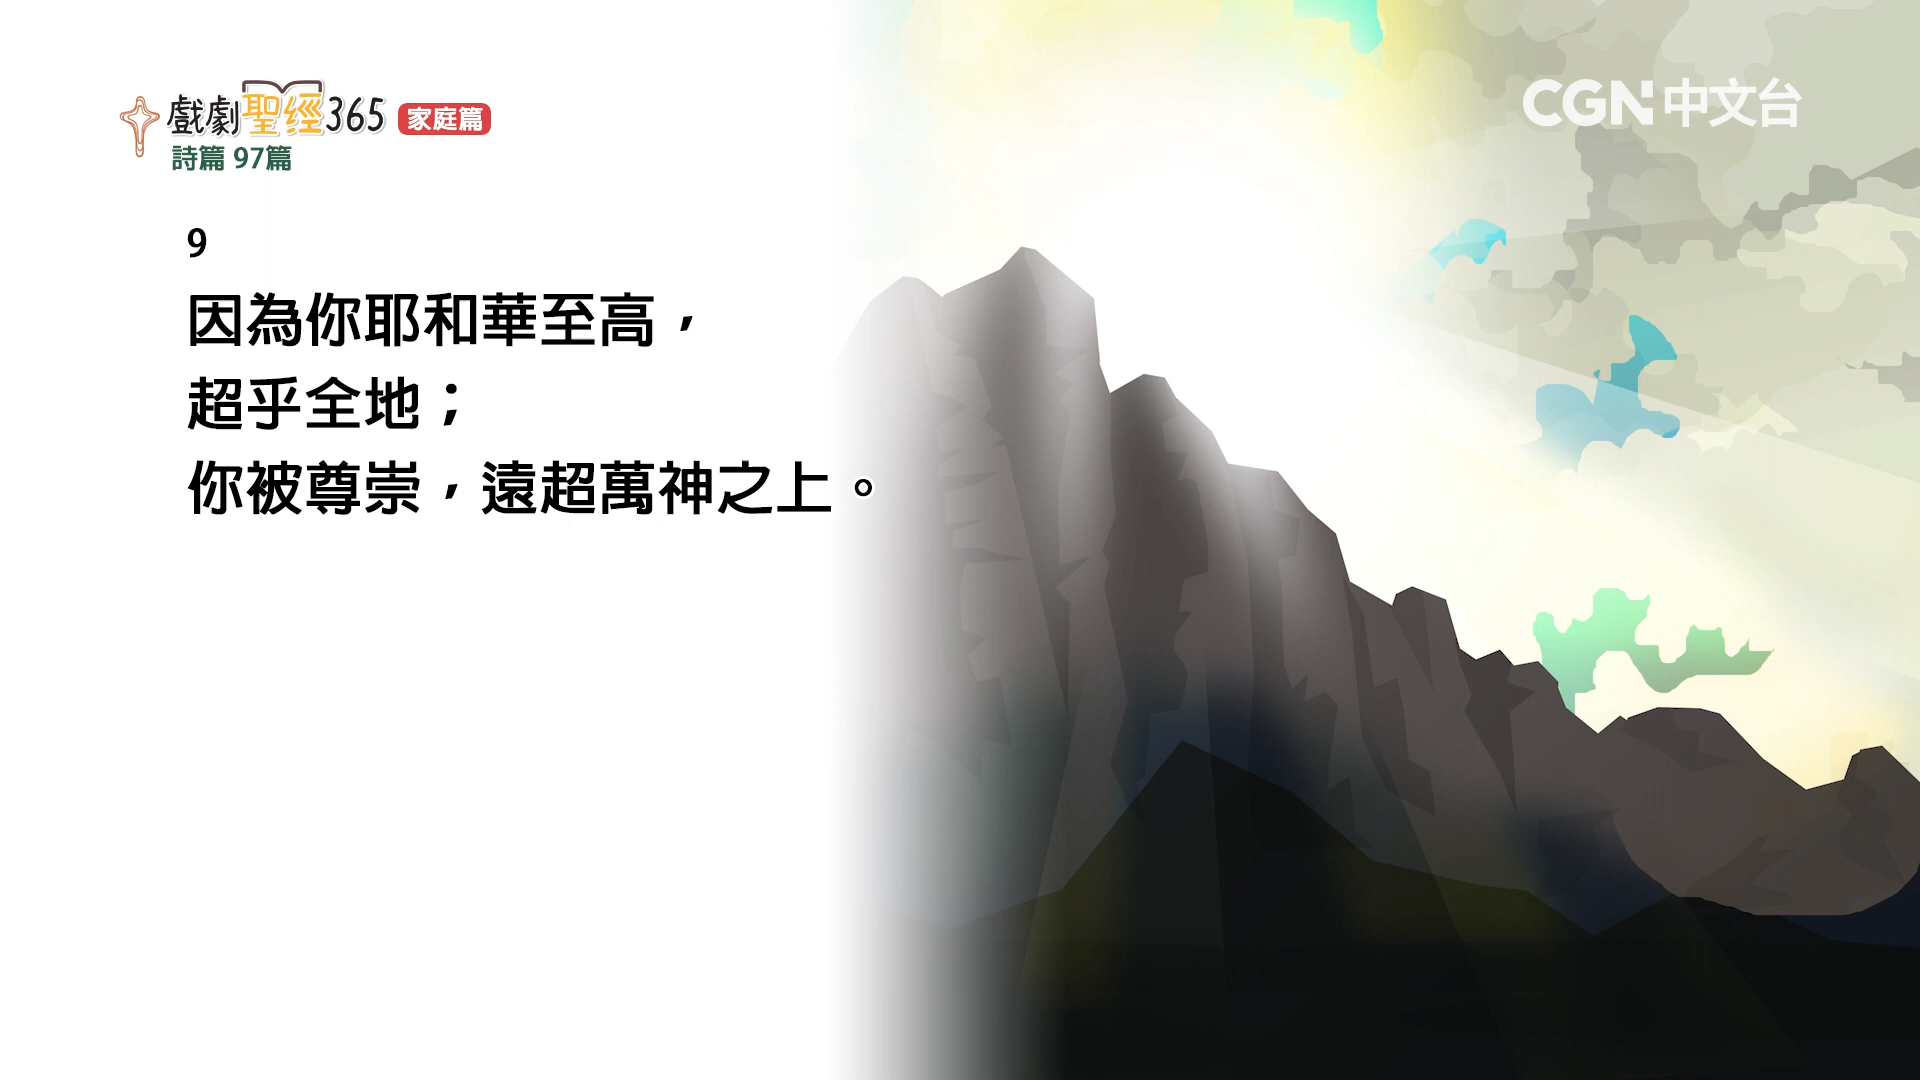 戲劇聖經365 家庭篇
詩篇 97篇
CGN中文台
9
因為你耶和華至高，
超乎全地；
你被尊崇，遠超萬神之上。